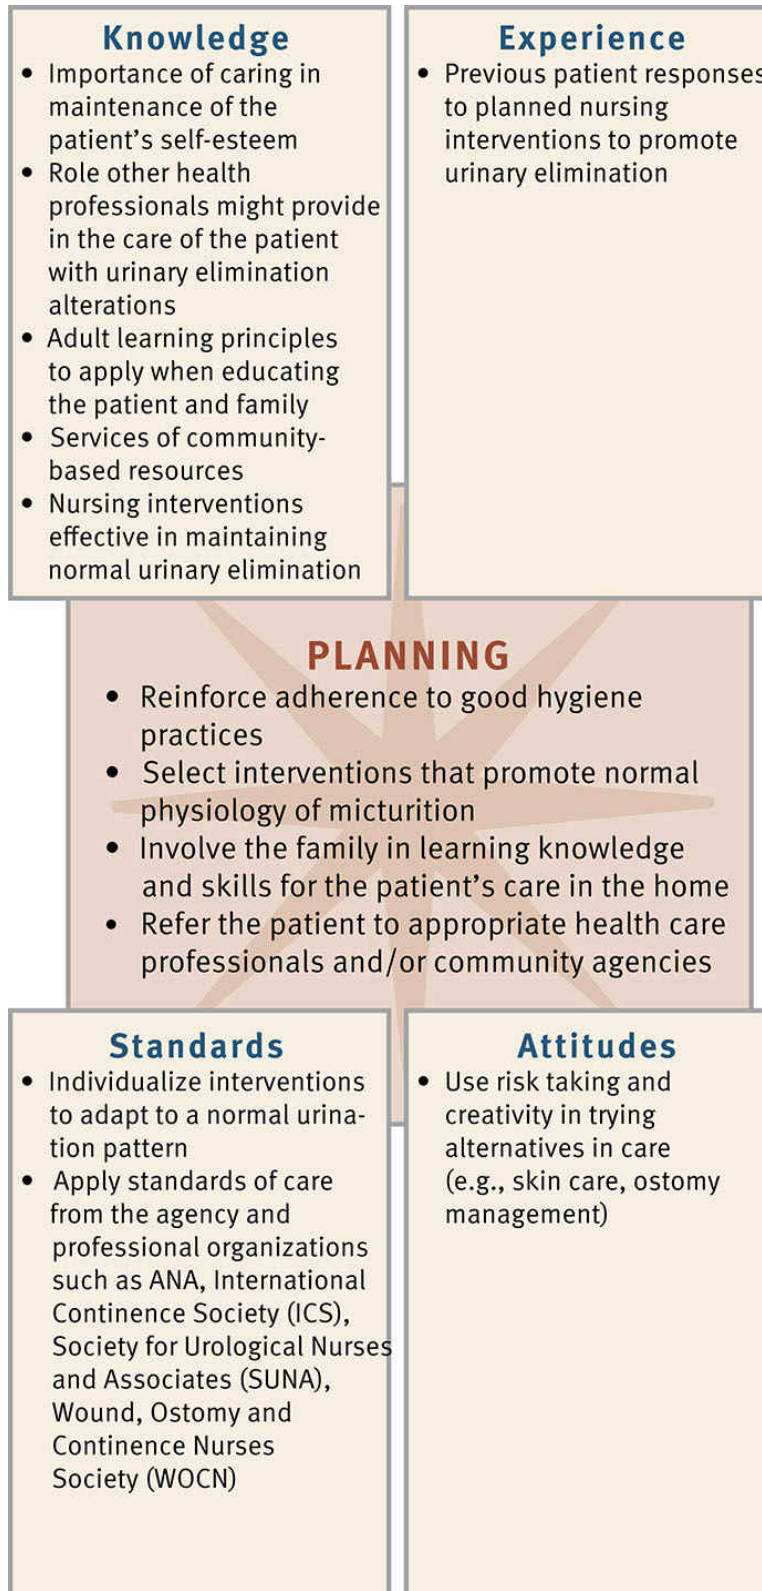 Knowledge
• Importance of caring in
maintenance of the
patient's self-esteem
• Role other health
professionals might provide
in the care of the patient
with urinary elimination
alterations
• Adult learning principles
to apply when educating
the patient and family
• Services of community-
based resources
• Nursing interventions
effective in maintaining
normal urinary elimination
Experience
• Previous patient responses
to planned nursing
interventions to promote
urinary elimination
PLANNING
• Reinforce adherence to good hygiene
practices
• Select interventions that promote normal
physiology of micturition
• Involve the family in learning knowledge
and skills for the patient's care in the home
• Refer the patient to appropriate health care
professionals and/or community agencies
Standards
• Individualize interventions
to adapt to a normal urina-
tion pattern
• Apply standards of care
from the agency and
professional organizations
such as ANA, International
Continence Society (ICS),
Society for Urological Nurses
and Associates (SUNA),
Wound, Ostomy and
Continence Nurses
Society (WOCN)
Attitudes
• Use risk taking and
creativity in trying
alternatives in care
(e.g., skin care, ostomy
management)